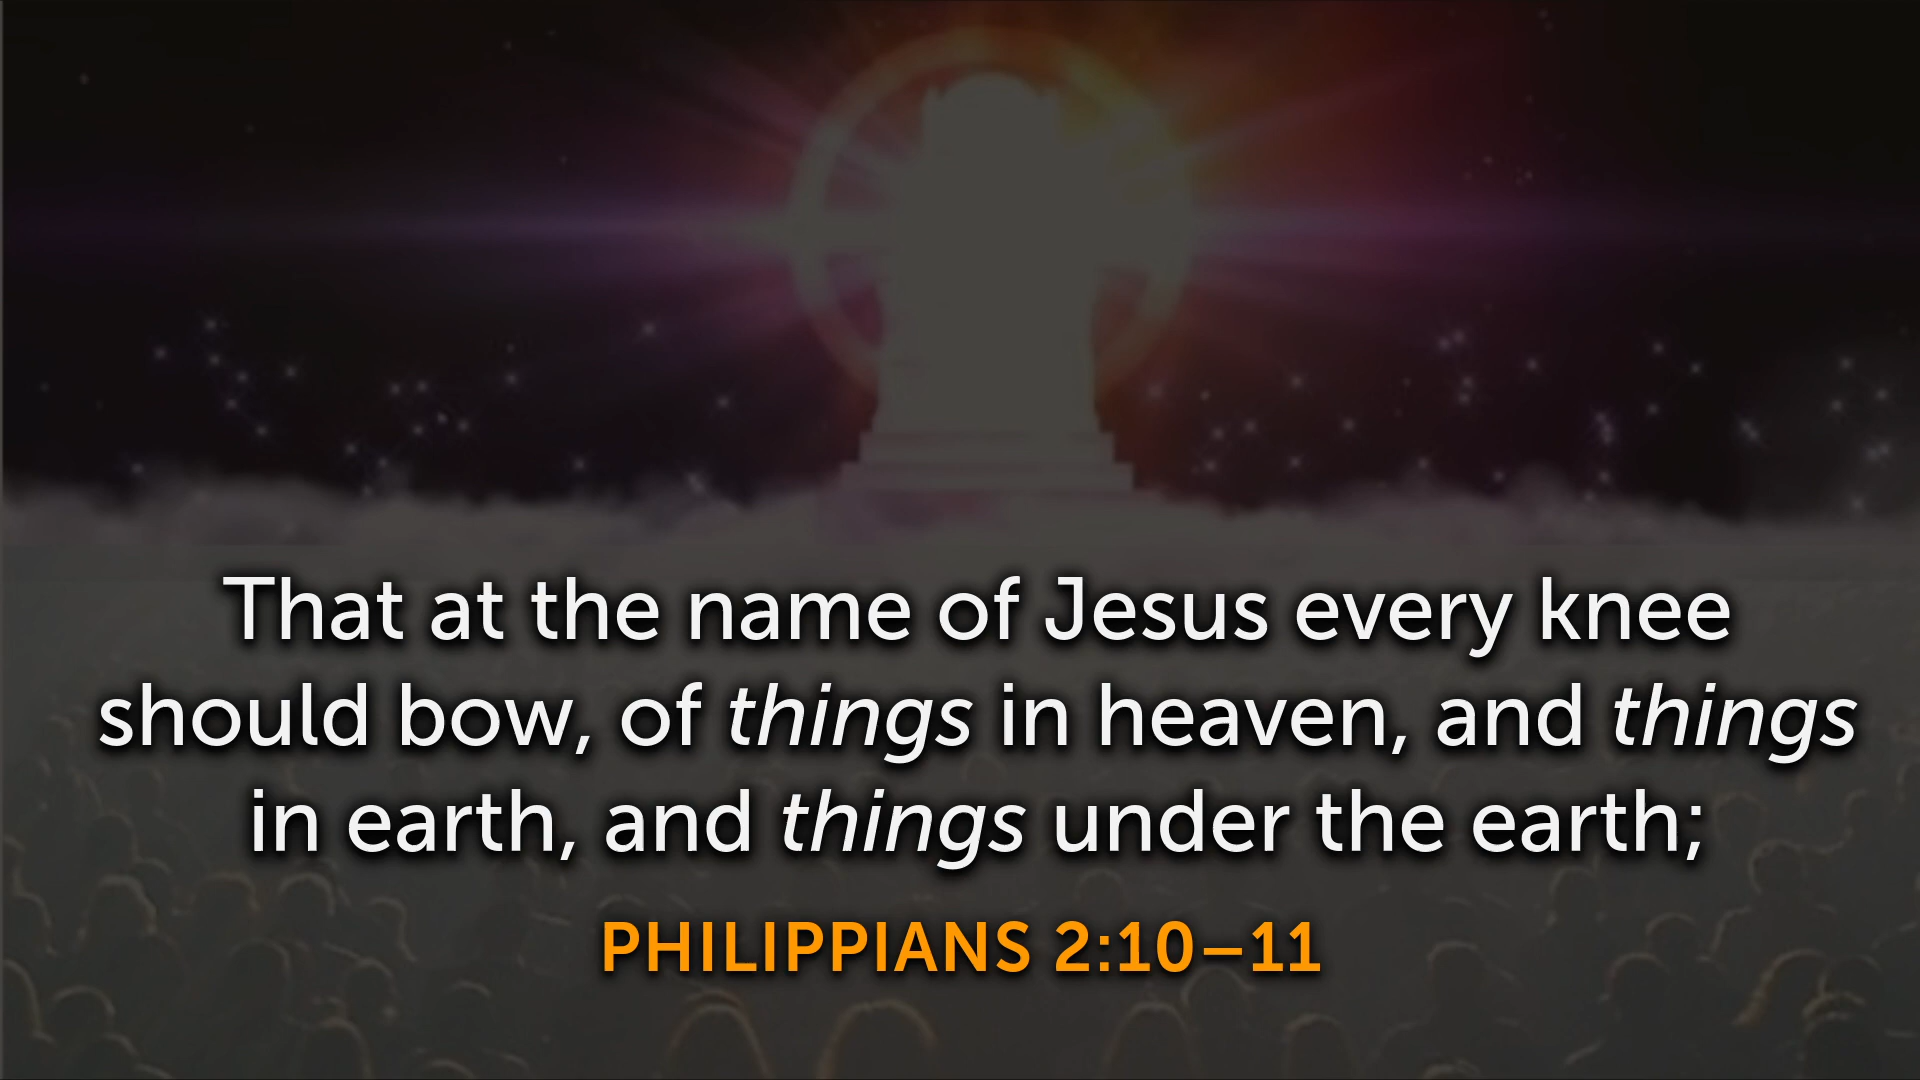 That at the name of Jesus every knee
should bow, of things in heaven, and things
in earth, and things under the earth;
PHILIPPIANS 2:10–11